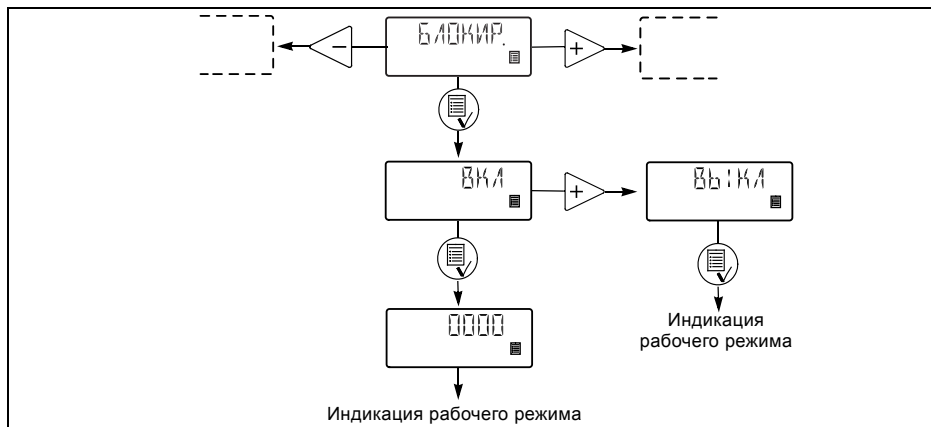 БЛОКИР.
− +
ВКЛ
+
ВЫКЛ
0000
Индикация
рабочего режима
Индикация рабочего режима